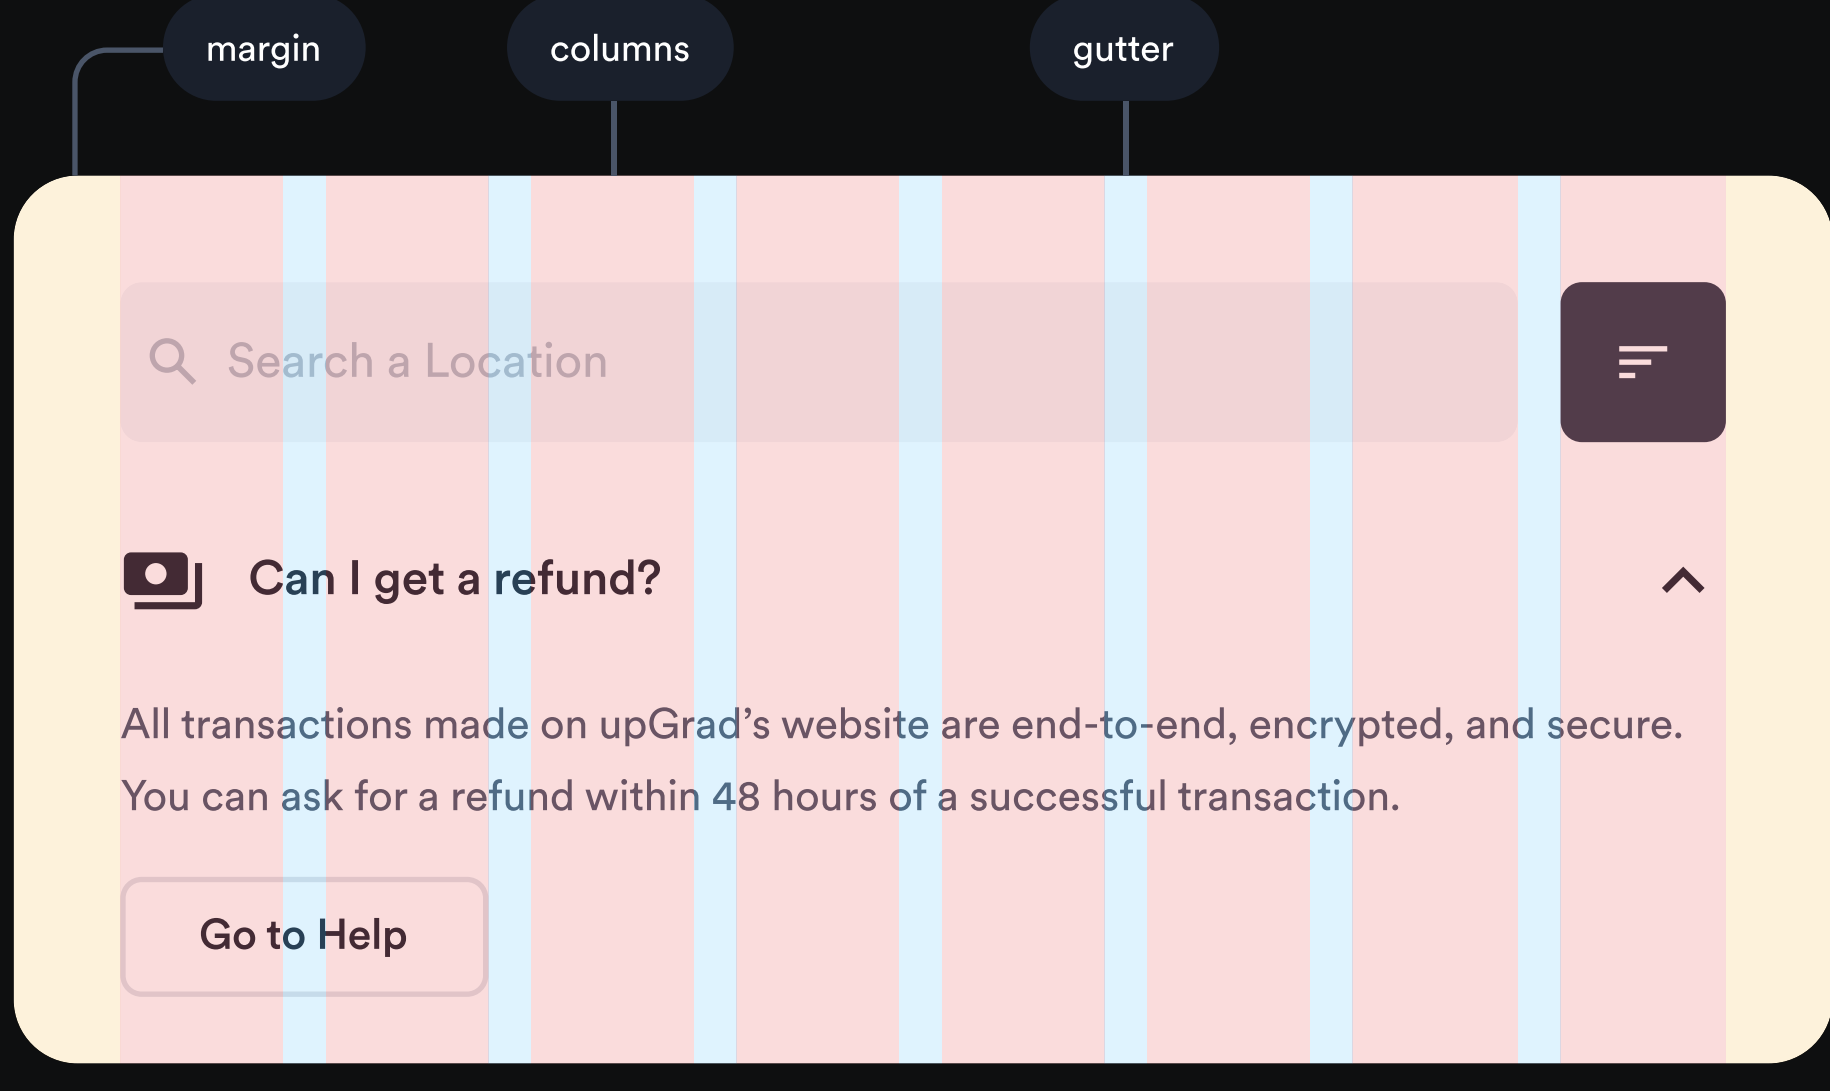 margin
columns
gutter
Search a Location
Can I get a refund?
All transactions made on upGrad’s website are end-to-end, encrypted, and secure.
You can ask for a refund within 48 hours of a successful transaction.
Go to Help